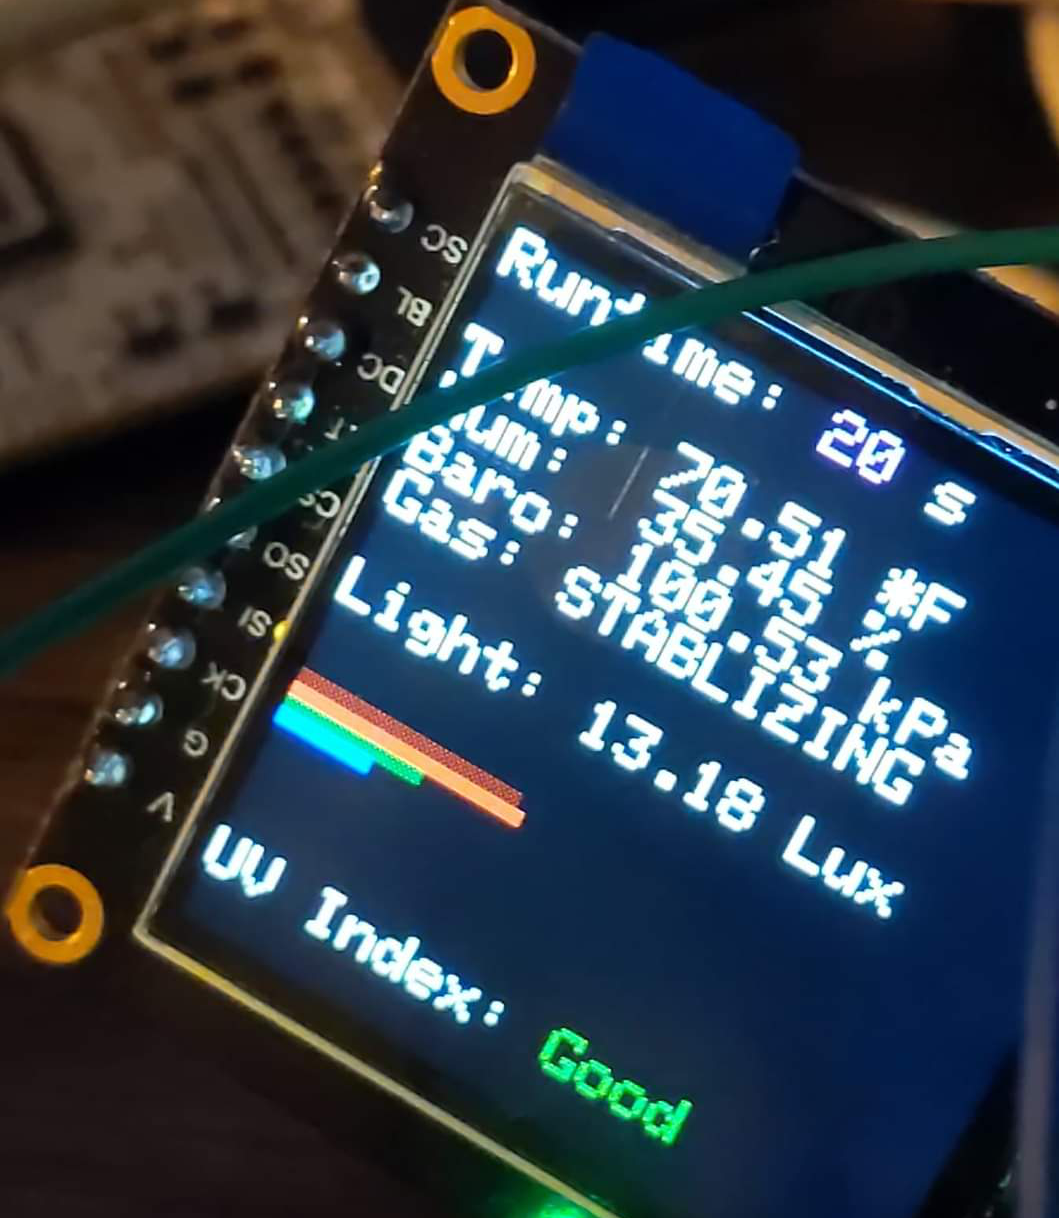 Runtime: 20 s
Temp: 70.51 *F
Hum: 35.45 %
Baro: 100.53 kPa
Gas: STABLIZING
Light: 13.18 Lux
UV Index: Good
SC
BL
DC
CS
SO
SI
CK
G
V